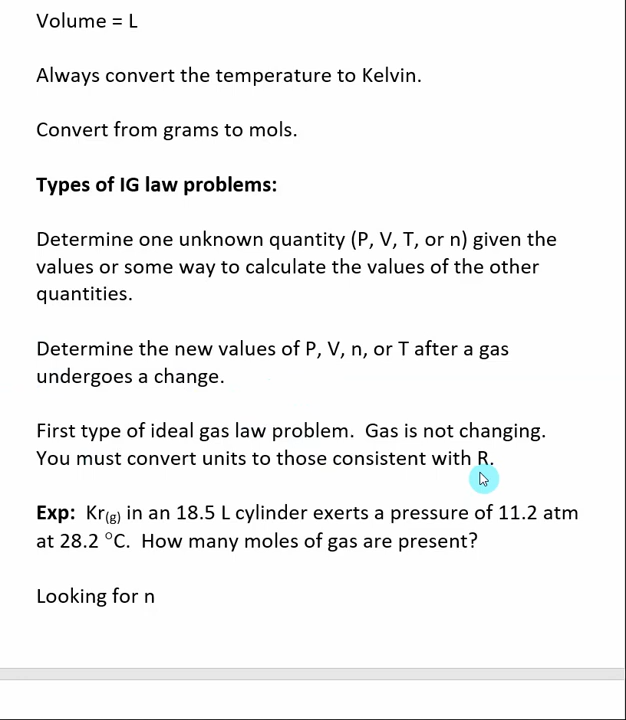 Volume = L
Always convert the temperature to Kelvin.
Convert from grams to mols.
Types of IG law problems:
Determine one unknown quantity (P, V, T, or n) given the
values or some way to calculate the values of the other
quantities.
Determine the new values of P, V, n, or T after a gas
undergoes a change.
First type of ideal gas law problem.  Gas is not changing.
You must convert units to those consistent with R.
Exp:  Kr(g) in an 18.5 L cylinder exerts a pressure of 11.2 atm
at 28.2 °C.  How many moles of gas are present?
Looking for n